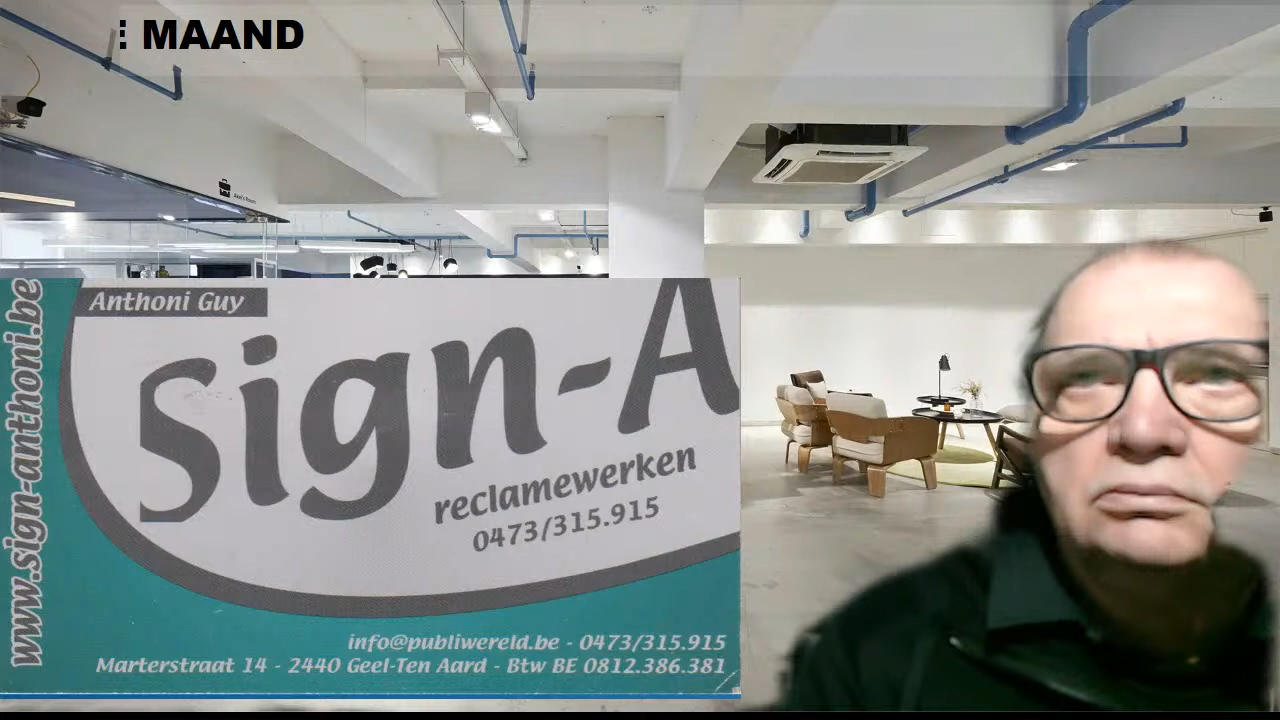 MAAND
Anthoni Guy
Sign-A
reclamewerken
0473/315.915
info@publiwereld.be - 0473/315.915
Marterstraat 14 - 2440 Geel-Ten Aard - Btw BE 0812.386.381
www.sign-anthoni.be